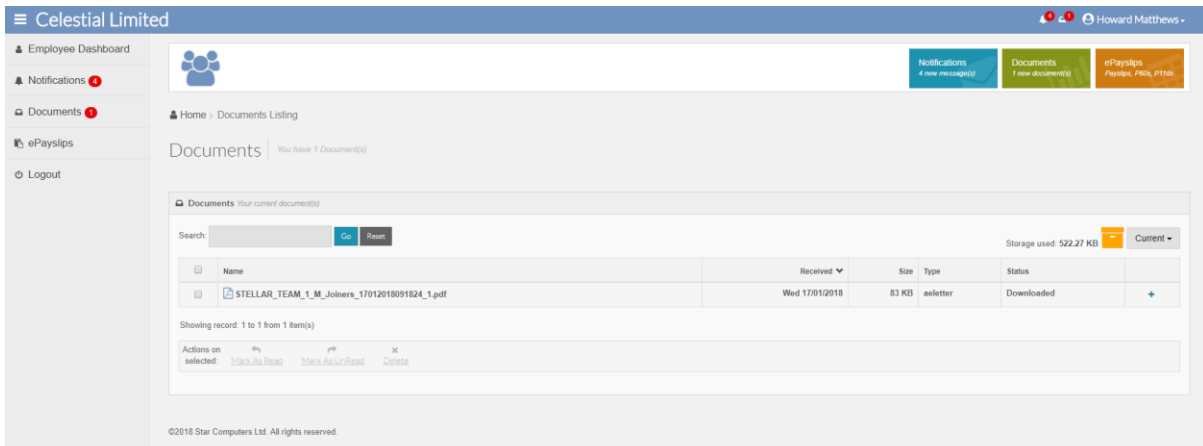 Celestial Limited
4 1 Howard Matthews
Employee Dashboard
Notifications 4
Documents 1
ePayslips
Logout
Notifications
4 new message(s)
Documents
1 new document(s)
ePayslips
Payslips, P60s, P11ds
Home › Documents Listing
Documents You have 1 Document(s)
Documents Your current document(s)
Search: Go Reset
Storage used: 522.27 KB Current
Name Received Size Type Status
STELLAR_TEAM_1_M_Joiners_17012018091824_1.pdf Wed 17/01/2018 83 KB aeletter Downloaded +
Showing record: 1 to 1 from 1 item(s)
Actions on
selected: Mark As Read Mark As UnRead Delete
©2018 Star Computers Ltd. All rights reserved.